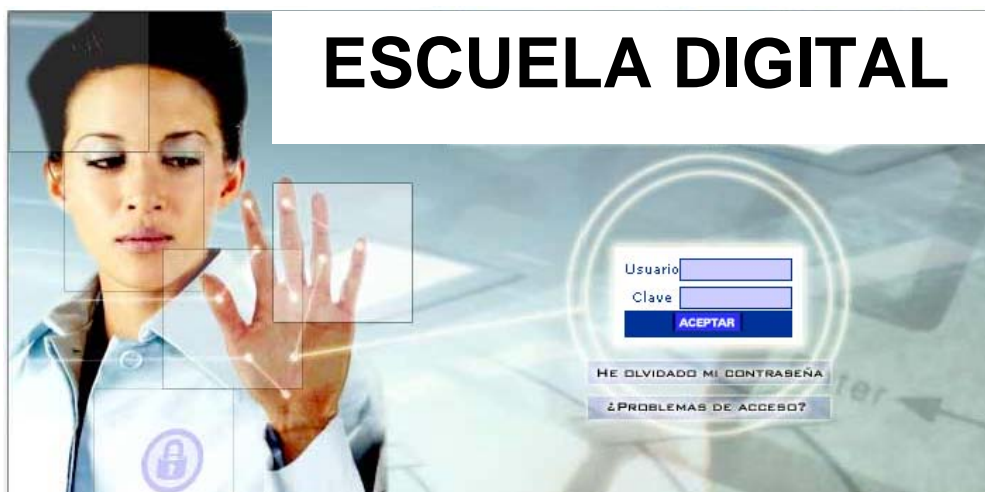 ESCUELA DIGITAL
Usuario
Clave
ACEPTAR
HE OLVIDADO MI CONTRASEÑA
¿PROBLEMAS DE ACCESO?